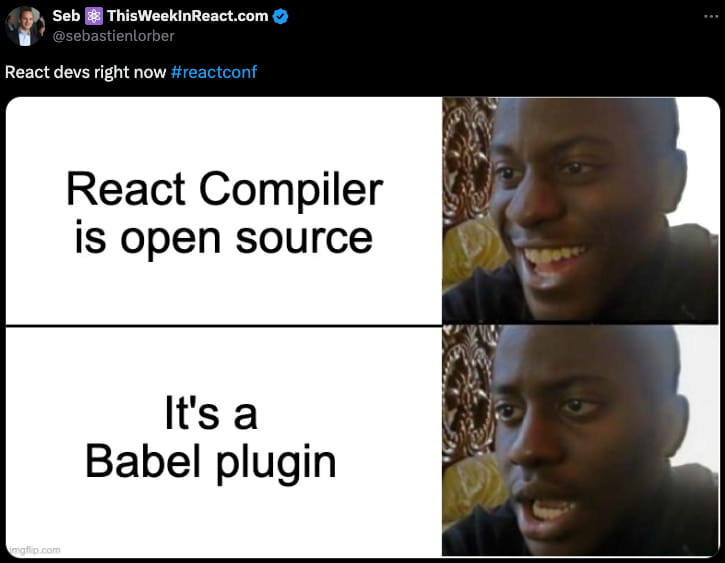 Seb ⚛ ThisWeekInReact.com
@sebastienlorber
React devs right now #reactconf
React Compiler
is open source
It's a
Babel plugin
imgflip.com